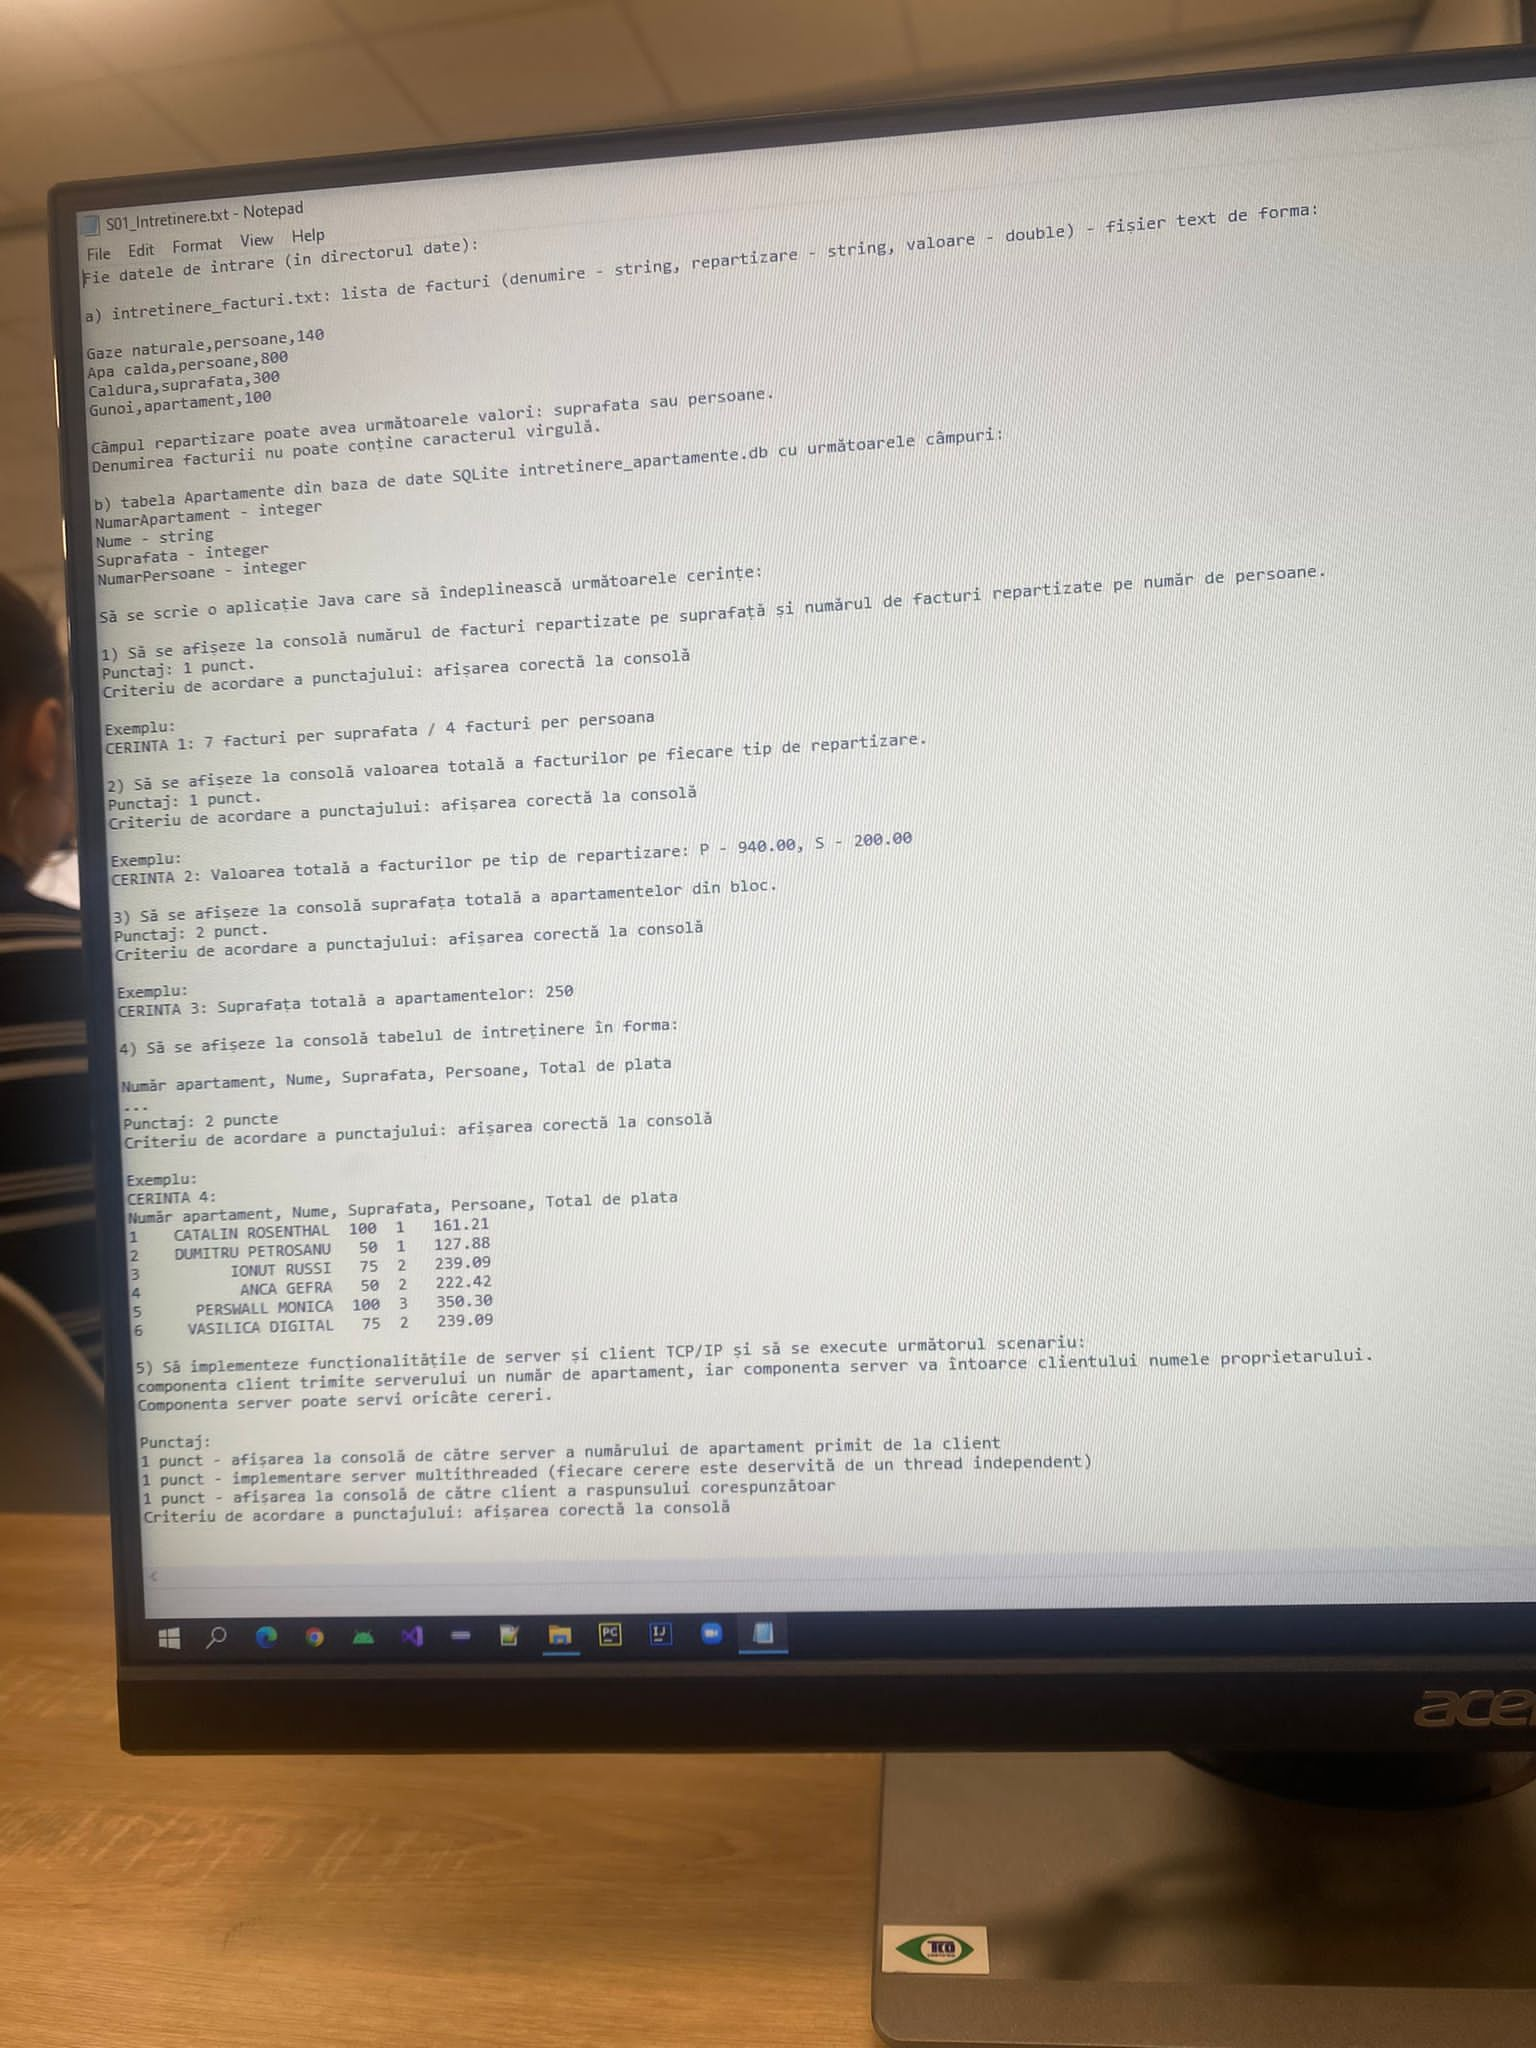 S01_Intretinere.txt - Notepad
File Edit Format View Help
Fie datele de intrare (in directorul date):
a) intretinere_facturi.txt: lista de facturi (denumire - string, repartizare - string, valoare - double) - fișier text de forma:
Gaze naturale,persoane,140
Apa calda,persoane,800
Caldura,suprafata,300
Gunoi,apartament,100
Câmpul repartizare poate avea următoarele valori: suprafata sau persoane.
Denumirea facturii nu poate conține caracterul virgulă.
b) tabela Apartamente din baza de date SQLite intretinere_apartamente.db cu următoarele câmpuri:
NumarApartament - integer
Nume - string
Suprafata - integer
NumarPersoane - integer
Să se scrie o aplicație Java care să îndeplinească următoarele cerințe:
1) Să se afișeze la consolă numărul de facturi repartizate pe suprafață și numărul de facturi repartizate pe număr de persoane.
Punctaj: 1 punct.
Criteriu de acordare a punctajului: afișarea corectă la consolă
Exemplu:
CERINTA 1: 7 facturi per suprafata / 4 facturi per persoana
2) Să se afișeze la consolă valoarea totală a facturilor pe fiecare tip de repartizare.
Punctaj: 1 punct.
Criteriu de acordare a punctajului: afișarea corectă la consolă
Exemplu:
CERINTA 2: Valoarea totală a facturilor pe tip de repartizare: P - 940.00, S - 200.00
3) Să se afișeze la consolă suprafața totală a apartamentelor din bloc.
Punctaj: 2 punct.
Criteriu de acordare a punctajului: afișarea corectă la consolă
Exemplu:
CERINTA 3: Suprafața totală a apartamentelor: 250
4) Să se afișeze la consolă tabelul de intreținere în forma:
Număr apartament, Nume, Suprafata, Persoane, Total de plata
...
Punctaj: 2 puncte
Criteriu de acordare a punctajului: afișarea corectă la consolă
Exemplu:
CERINTA 4:
Număr apartament, Nume, Suprafata, Persoane, Total de plata
1 CATALIN ROSENTHAL 100 1 161.21
2 DUMITRU PETROSANU 50 1 127.88
3 IONUT RUSSI 75 2 239.09
4 ANCA GEFRA 50 2 222.42
5 PERSWALL MONICA 100 3 350.30
6 VASILICA DIGITAL 75 2 239.09
5) Să implementeze funcționalitățile de server și client TCP/IP și să se execute următorul scenariu:
componenta client trimite serverului un număr de apartament, iar componenta server va întoarce clientului numele proprietarului.
Componenta server poate servi oricâte cereri.
Punctaj:
1 punct - afișarea la consolă de către server a numărului de apartament primit de la client
1 punct - implementare server multithreaded (fiecare cerere este deservită de un thread independent)
1 punct - afișarea la consolă de către client a raspunsului corespunzătoar
Criteriu de acordare a punctajului: afișarea corectă la consolă
PC
IJ
acer
TCO